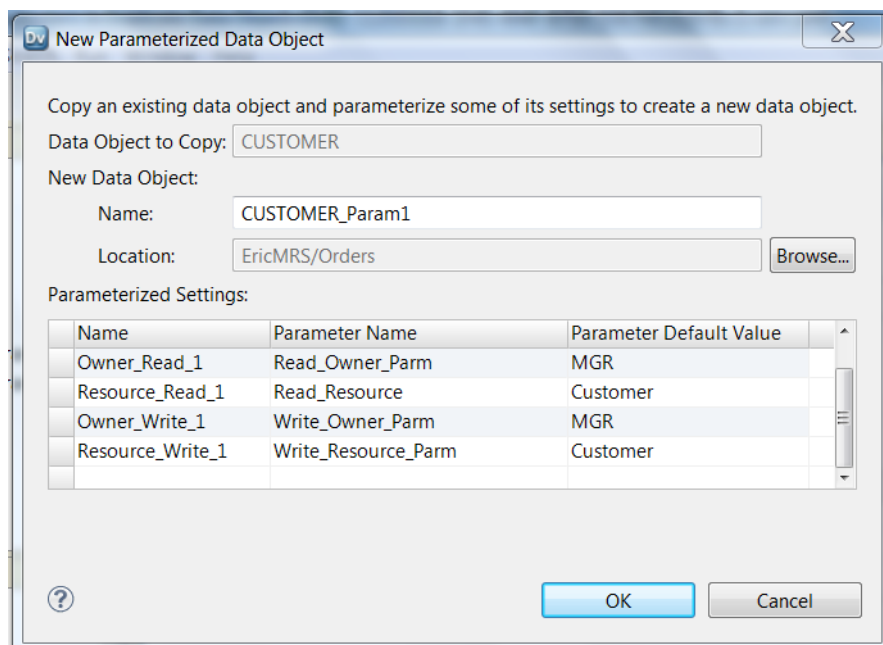 Dv New Parameterized Data Object
Copy an existing data object and parameterize some of its settings to create a new data object.
Data Object to Copy: CUSTOMER
New Data Object:
Name: CUSTOMER_Param1
Location: EricMRS/Orders Browse...
Parameterized Settings:
Name Parameter Name Parameter Default Value
Owner_Read_1 Read_Owner_Parm MGR
Resource_Read_1 Read_Resource Customer
Owner_Write_1 Write_Owner_Parm MGR
Resource_Write_1 Write_Resource_Parm Customer
? OK Cancel